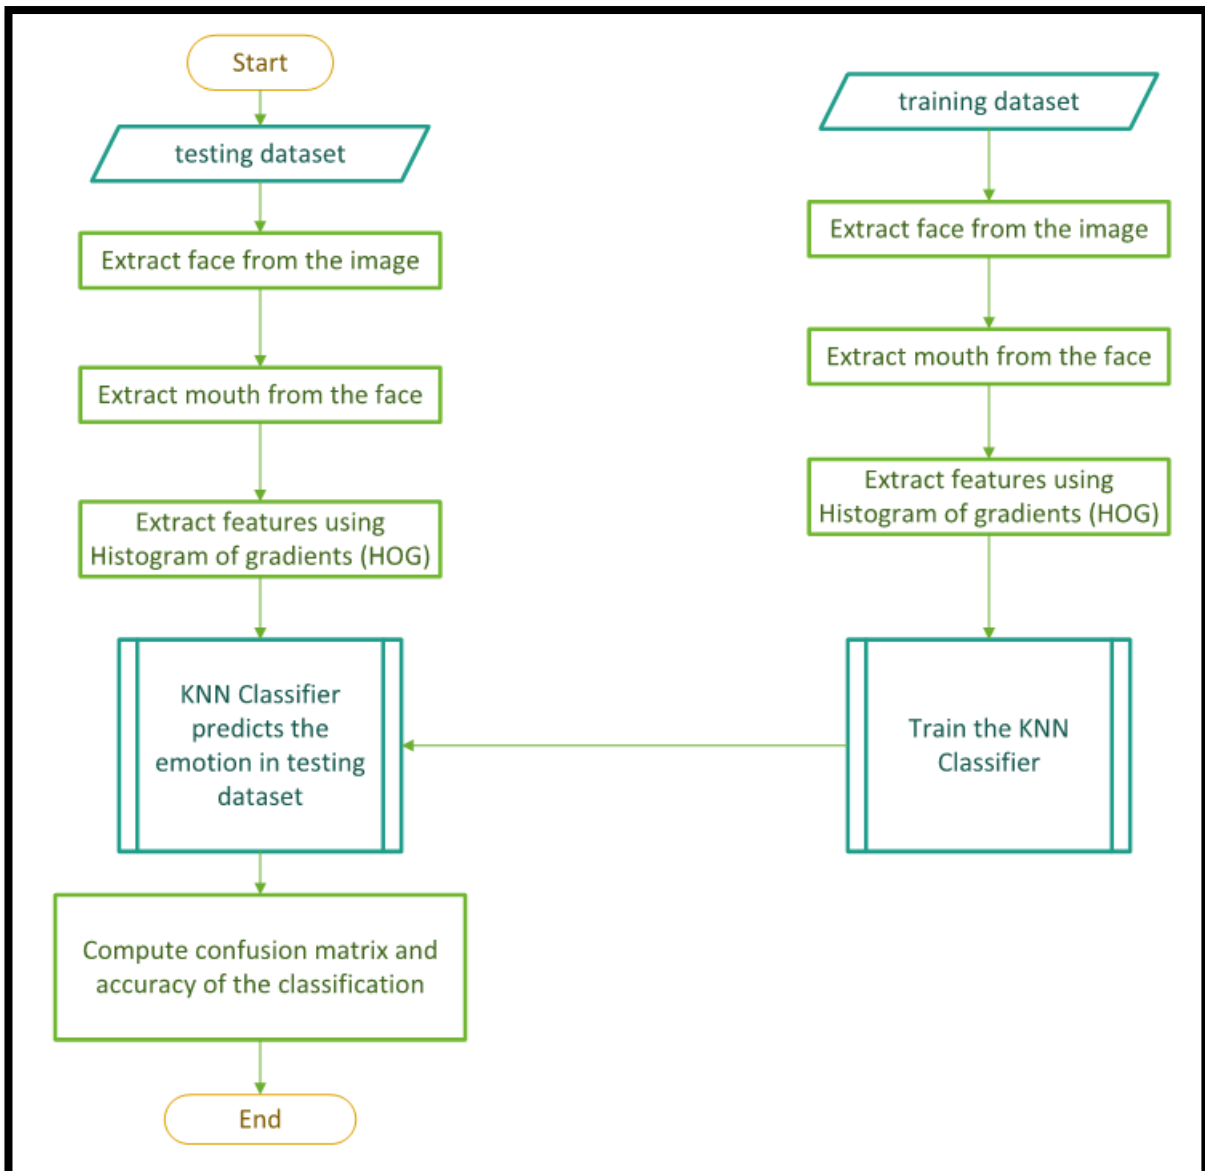 Start
testing dataset
Extract face from the image
Extract mouth from the face
Extract features using
Histogram of gradients (HOG)
KNN Classifier
predicts the
emotion in testing
dataset
Compute confusion matrix and
accuracy of the classification
End
training dataset
Extract face from the image
Extract mouth from the face
Extract features using
Histogram of gradients (HOG)
Train the KNN
Classifier